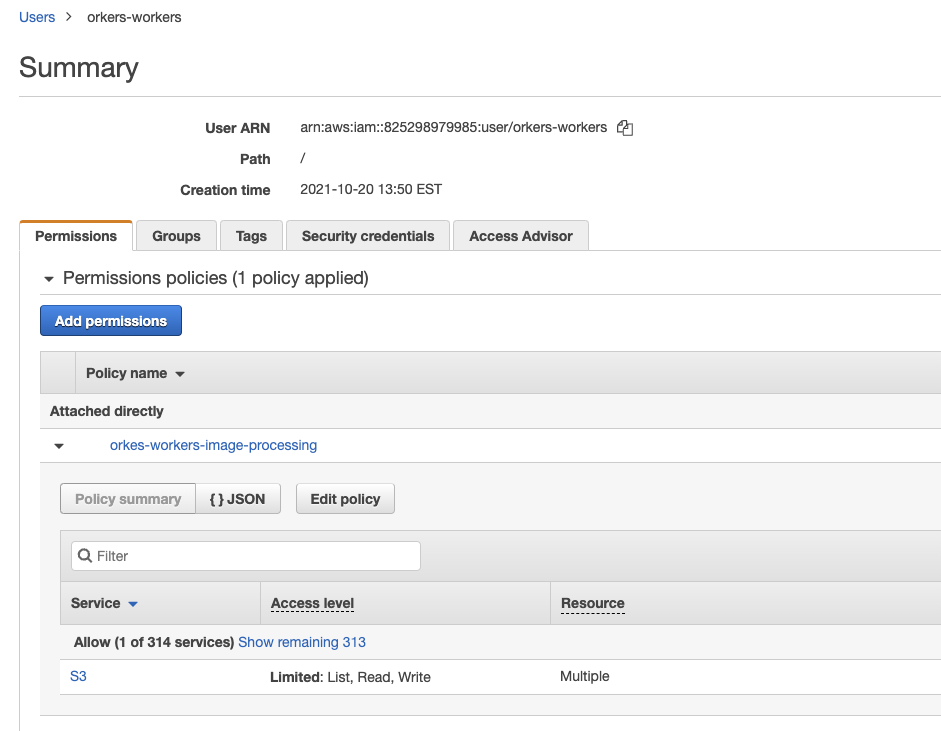 Users > orkers-workers
Summary
User ARN arn:aws:iam::825298979985:user/orkers-workers
Path /
Creation time 2021-10-20 13:50 EST
Permissions Groups Tags Security credentials Access Advisor
Permissions policies (1 policy applied)
Add permissions
Policy name
Attached directly
orkes-workers-image-processing
Policy summary { } JSON Edit policy
Filter
Service Access level Resource
Allow (1 of 314 services) Show remaining 313
S3 Limited: List, Read, Write Multiple